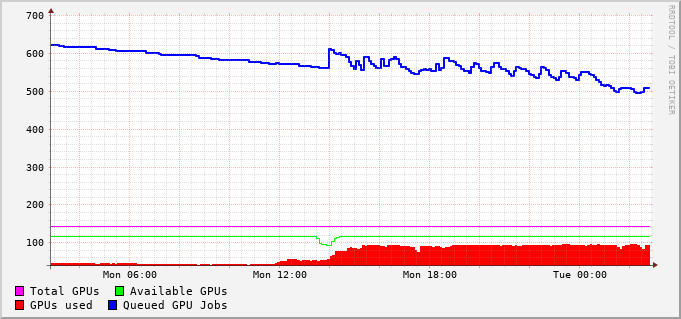 700
600
500
400
300
200
100
Mon 06:00 Mon 12:00 Mon 18:00 Tue 00:00
Total GPUs Available GPUs
GPUs used Queued GPU Jobs
RRDTOOL / TOBI OETIKER